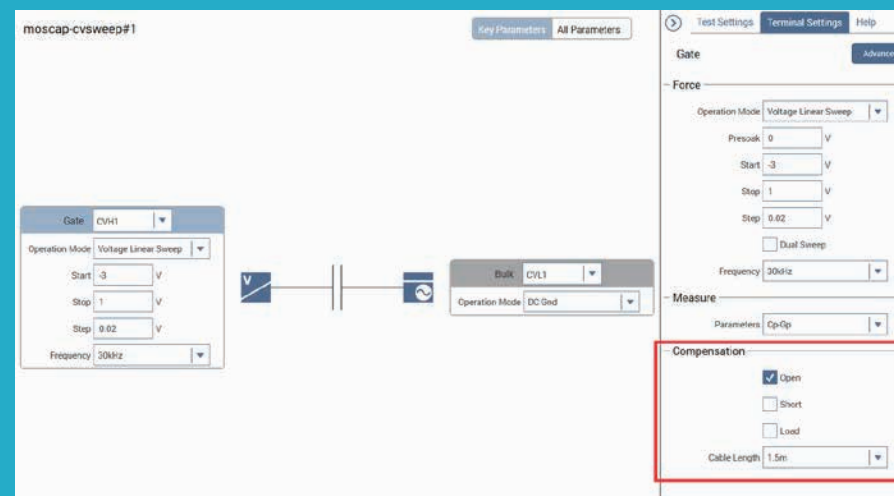 moscap-cvsweep#1
Key Parameters All Parameters
Test Settings Terminal Settings Help
Gate Advance
Force
Operation Mode Voltage Linear Sweep
Presoak 0 V
Start -3 V
Stop 1 V
Step 0.02 V
Dual Sweep
Frequency 30kHz
Measure
Parameters Cp-Gp
Compensation
Open
Short
Load
Cable Length 1.5m
Gate CVH1
Operation Mode Voltage Linear Sweep
Start -3 V
Stop 1 V
Step 0.02 V
Frequency 30kHz
V
Bulk CVL1
Operation Mode DC Gnd